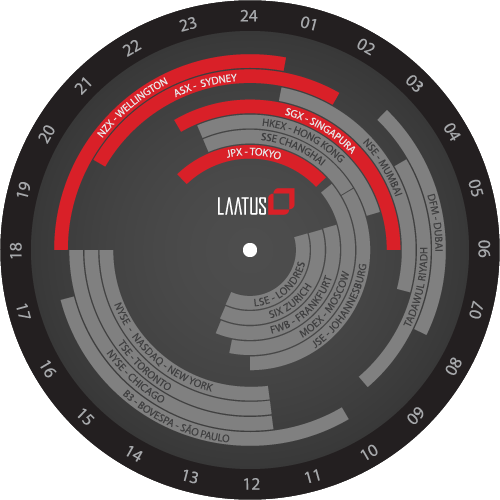 24
01
02
03
04
05
06
07
08
09
10
11
12
13
14
15
16
17
18
19
20
21
22
23
NZX - WELLINGTON
ASX - SYDNEY
SGX - SINGAPURA
HKEX - HONG KONG
SSE CHANGHAI
JPX - TOKYO
NSE - MUMBAI
DFM - DUBAI
TADAWUL RIYADH
LAATUS
LSE - LONDRES
SIX ZURICH
FWB - FRANKFURT
MOEX - MOSCOW
JSE - JOHANNESBURG
NYSE - NASDAQ - NEW YORK
TSE - TORONTO
NYSE - CHICAGO
B3 - BOVESPA - SÃO PAULO